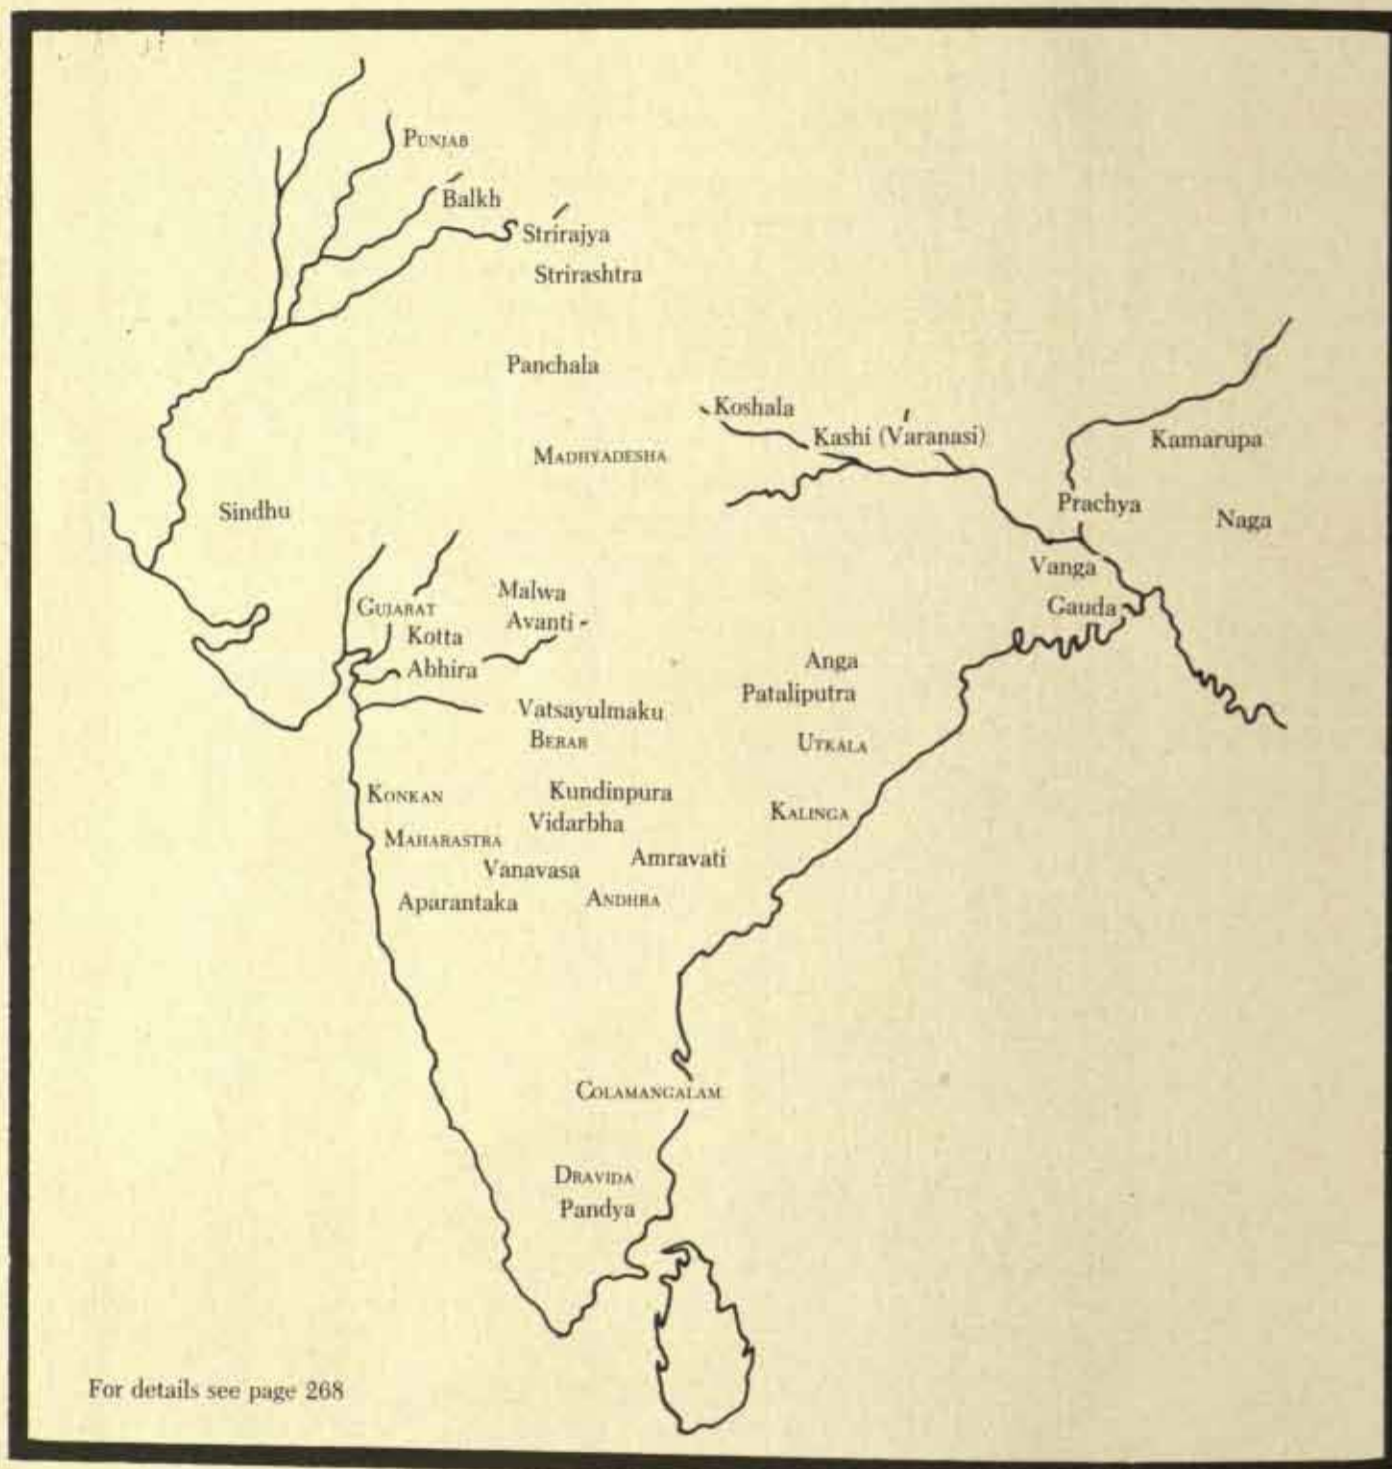 PUNJAB
Balkh
Strirajya
Strirashtra
Panchala
Koshala
Kashi (Varanasi)
Kamarupa
MADHYADESHA
Prachya
Sindhu
Naga
Vanga
Malwa
GUJARAT
Gauda
Avanti
Kotta
Abhira
Anga
Pataliputra
Vatsayulmaku
BERAR
UTKALA
KONKAN
Kundinpura
KALINGA
Vidarbha
MAHARASTRA
Amravati
Vanavasa
Aparantaka
ANDHRA
COLAMANGALAM
DRAVIDA
Pandya
For details see page 268